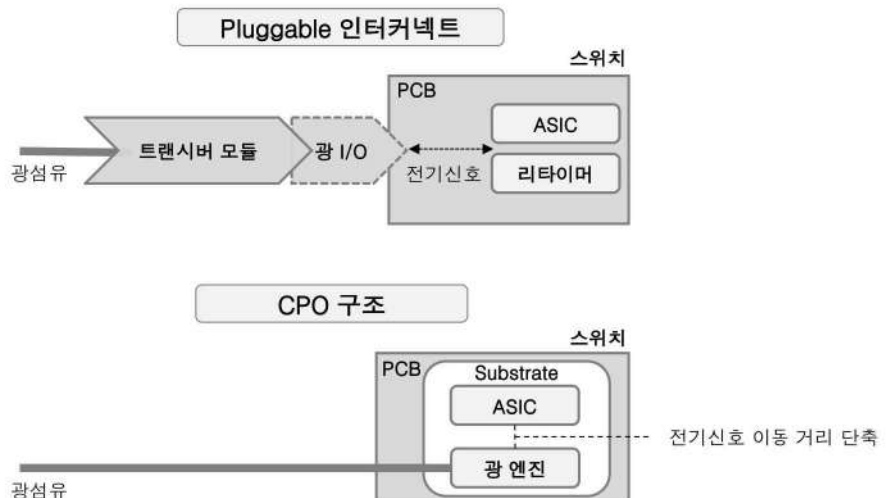 Pluggable 인터커넥트
스위치
PCB
ASIC
트랜시버 모듈
광 I/O
전기신호
리타이머
광섬유
CPO 구조
스위치
PCB
Substrate
ASIC
전기신호 이동 거리 단축
광 엔진
광섬유